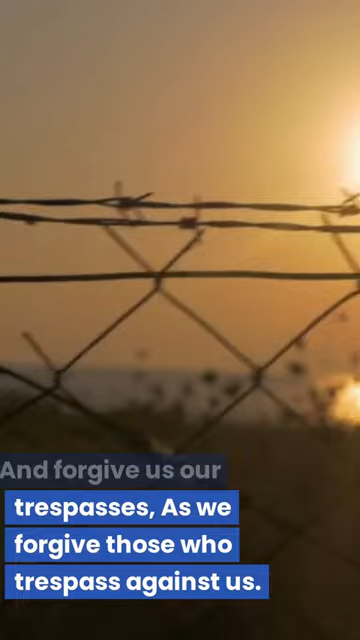 And forgive us our
trespasses, As we
forgive those who
trespass against us.